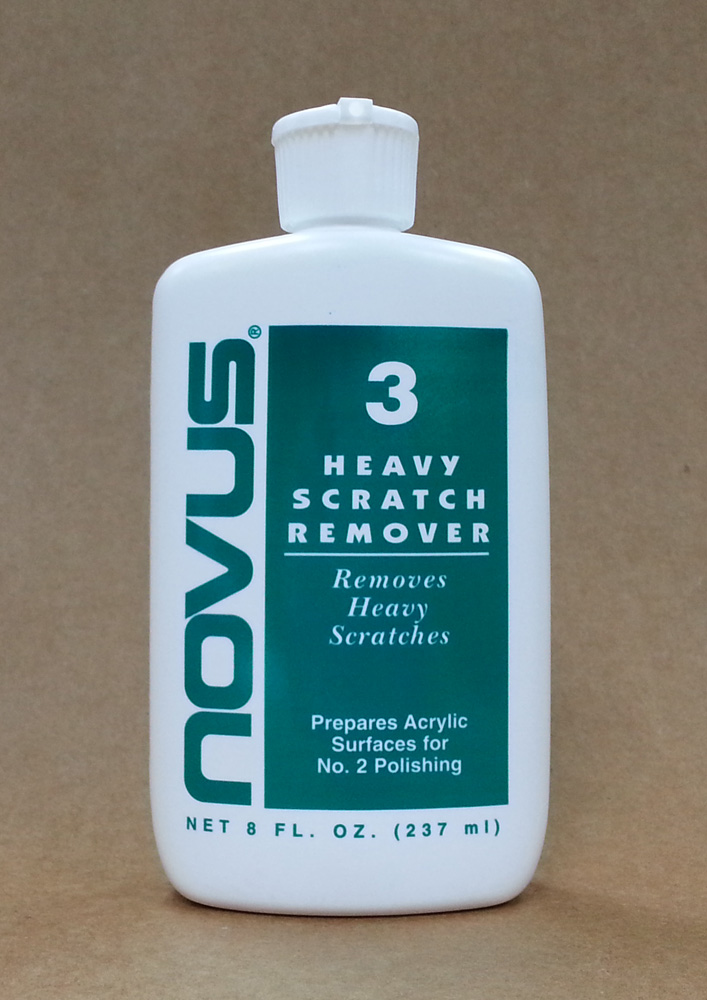 novus®
3
HEAVY
SCRATCH
REMOVER
Removes
Heavy
Scratches
Prepares Acrylic
Surfaces for
No. 2 Polishing
NET 8 FL. OZ. (237 ml)